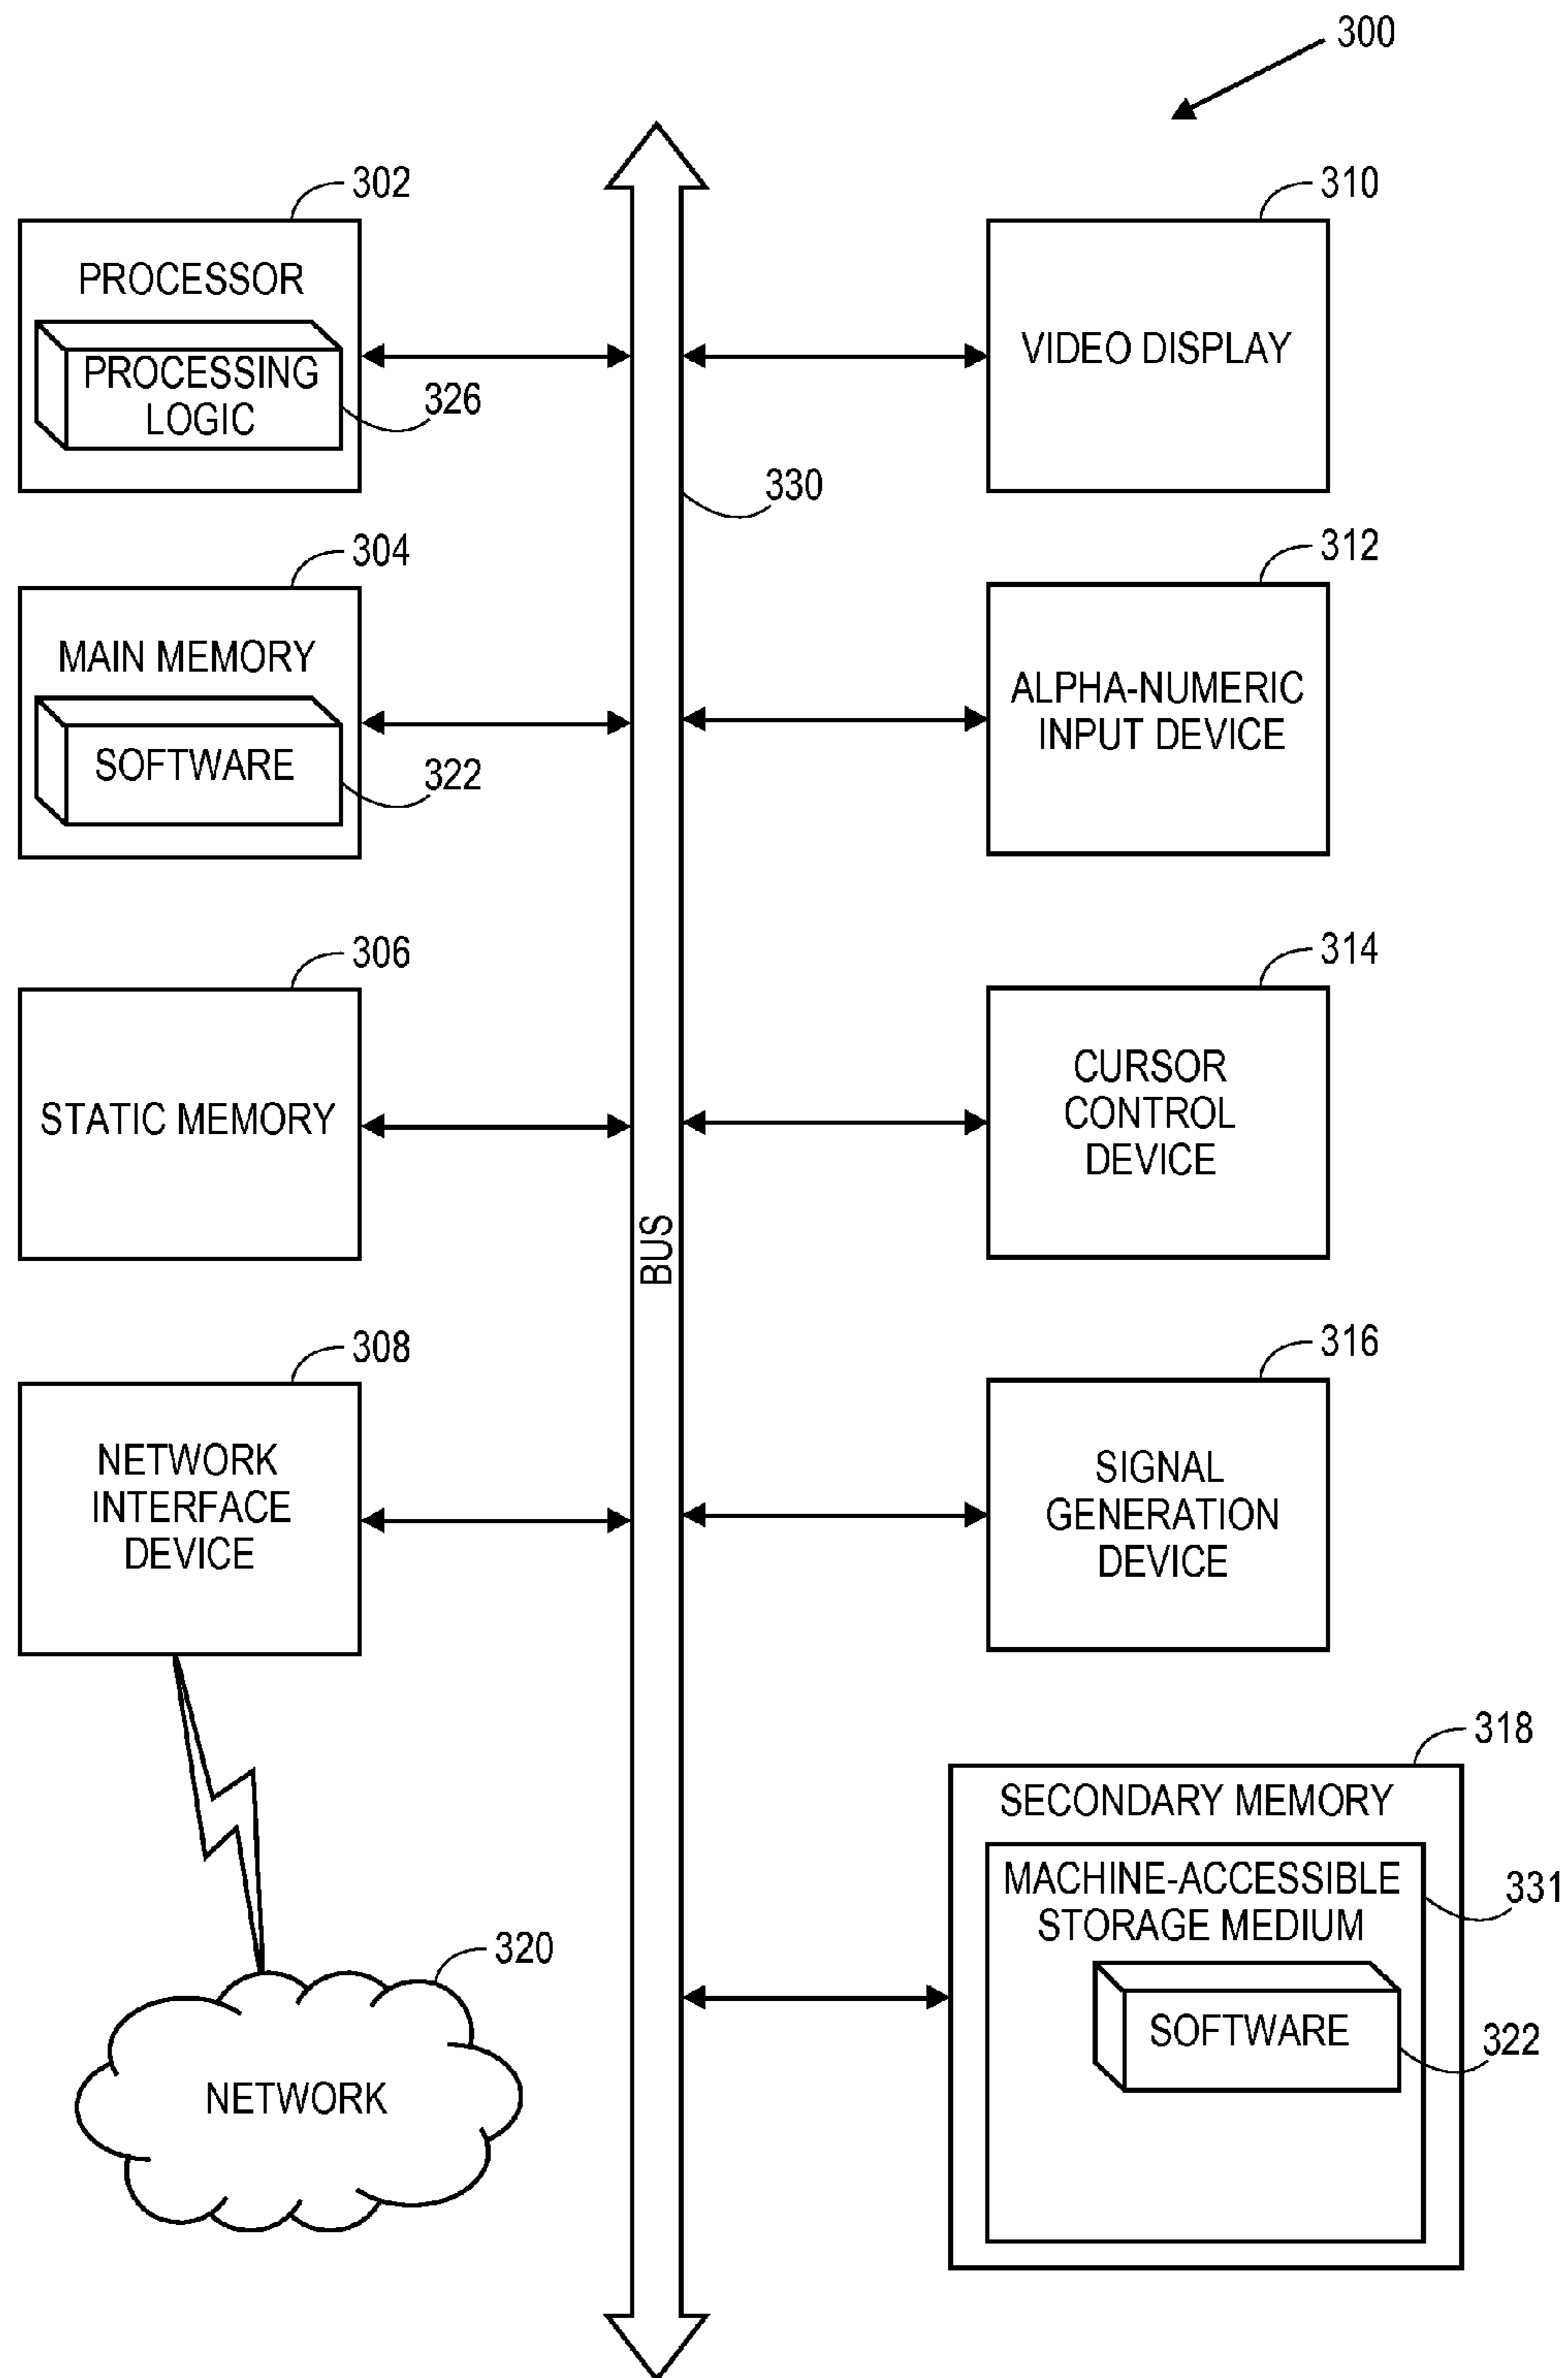 300
302
PROCESSOR
PROCESSING
LOGIC
326
310
VIDEO DISPLAY
330
304
MAIN MEMORY
SOFTWARE
322
312
ALPHA-NUMERIC
INPUT DEVICE
306
STATIC MEMORY
314
CURSOR
CONTROL
DEVICE
BUS
308
NETWORK
INTERFACE
DEVICE
316
SIGNAL
GENERATION
DEVICE
318
SECONDARY MEMORY
MACHINE-ACCESSIBLE
STORAGE MEDIUM
331
SOFTWARE
322
320
NETWORK